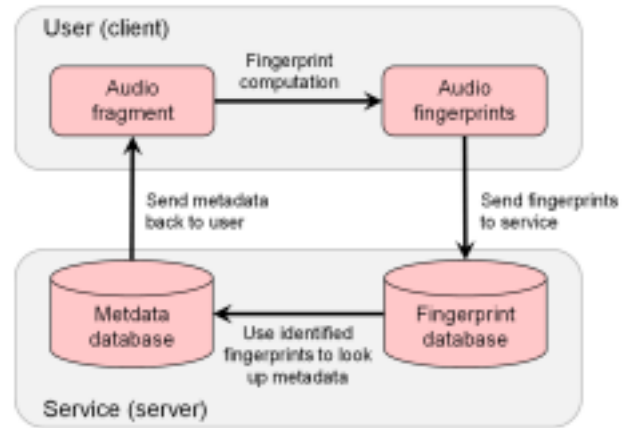 User (client)
Audio
fragment
Fingerprint
computation
Audio
fingerprints
Send metadata
back to user
Send fingerprints
to service
Metdata
database
Use identified
fingerprints to look
up metadata
Fingerprint
database
Service (server)